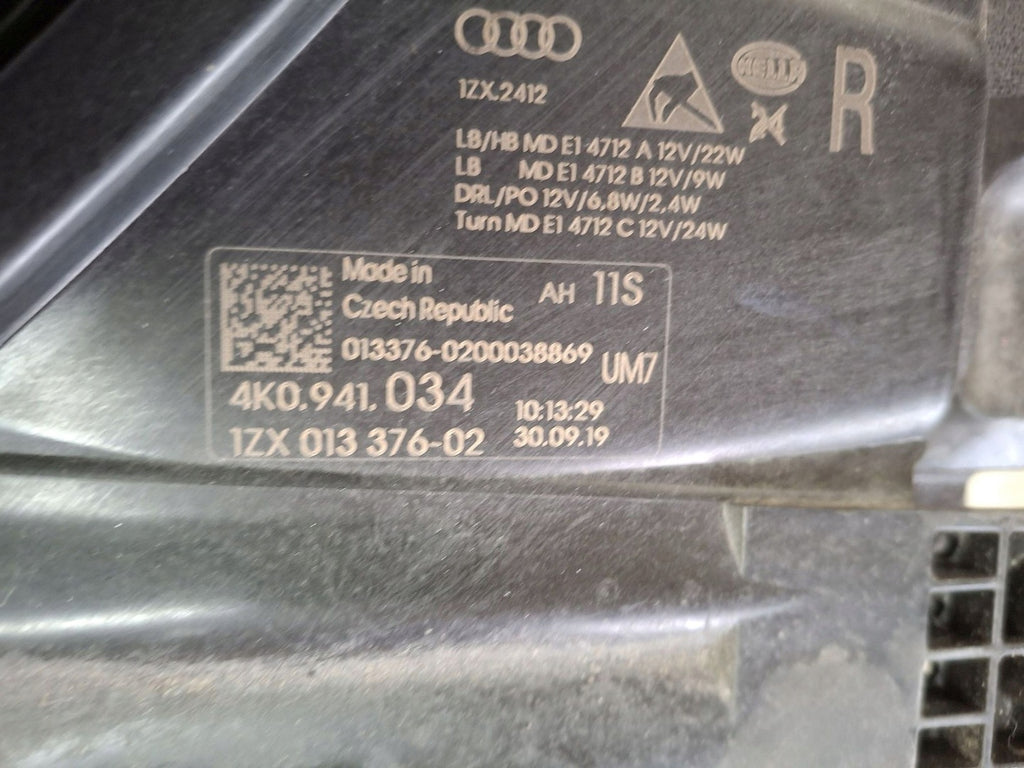 1ZX.2412
HELLA
R
LB/HB MD E1 4712 A 12V/22W
LB MD E1 4712 B 12V/9W
DRL/PO 12V/6,8W/2,4W
Turn MD E1 4712 C 12V/24W
Made in
Czech Republic
AH 11S
013376-0200038869
UM7
4K0.941.034
10:13:29
1ZX 013 376-02
30.09.19